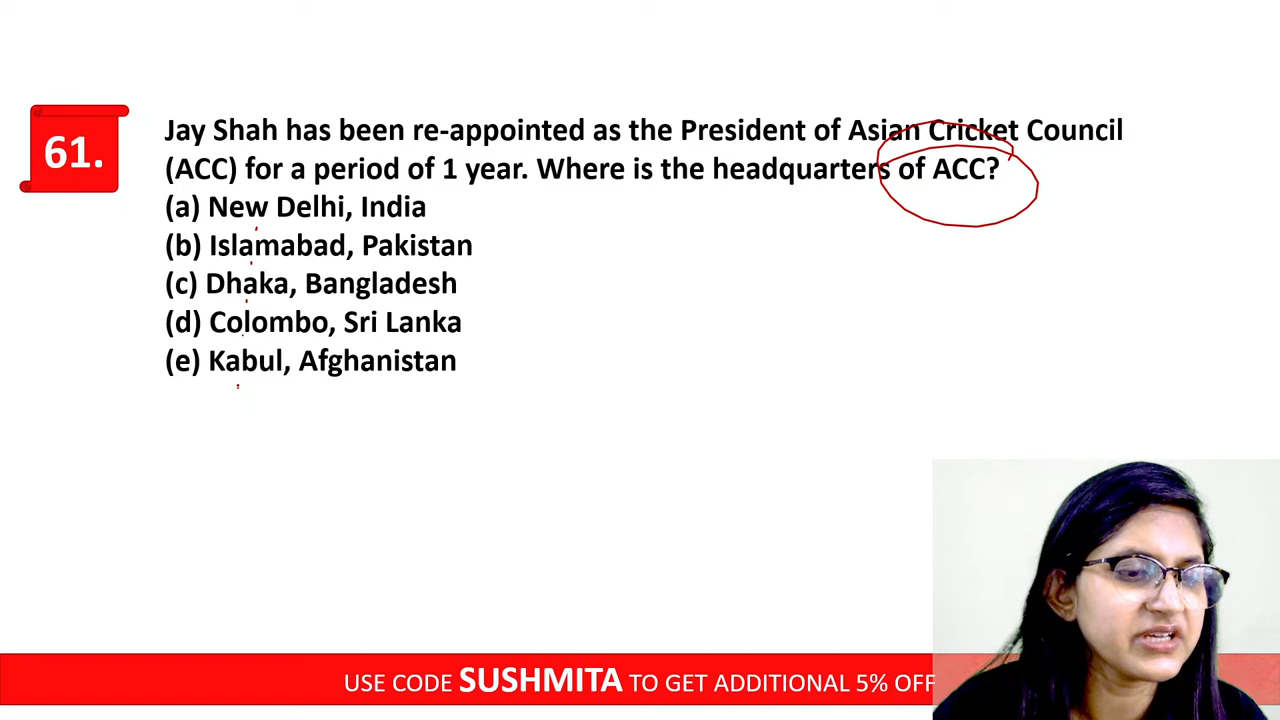 61.
Jay Shah has been re-appointed as the President of Asian Cricket Council
(ACC) for a period of 1 year. Where is the headquarters of ACC?
(a) New Delhi, India
(b) Islamabad, Pakistan
(c) Dhaka, Bangladesh
(d) Colombo, Sri Lanka
(e) Kabul, Afghanistan
USE CODE SUSHMITA TO GET ADDITIONAL 5% OFF